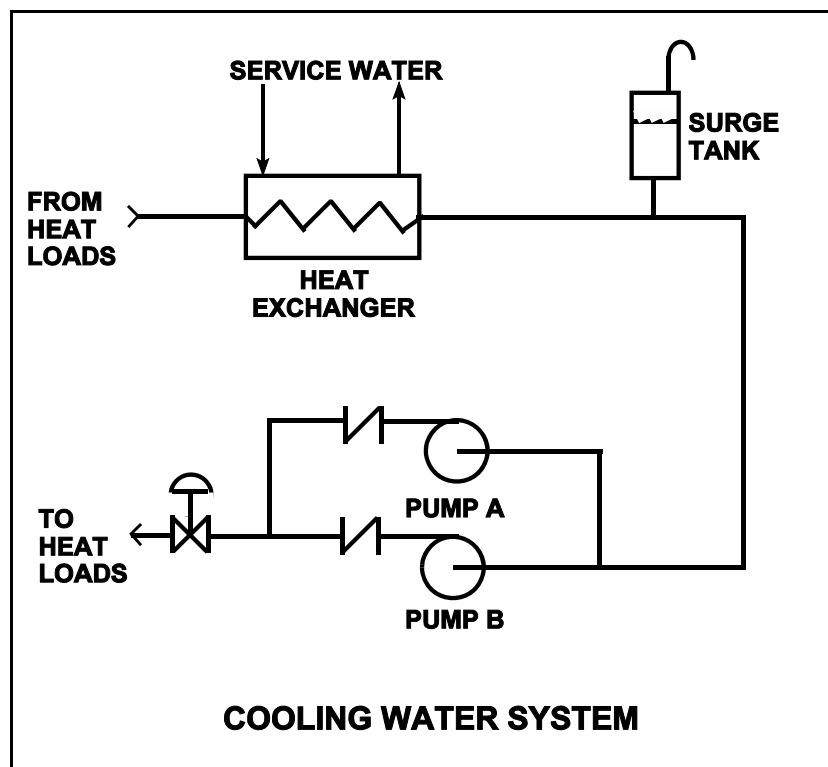 SERVICE WATER
SURGE
TANK
FROM
HEAT
LOADS
HEAT
EXCHANGER
PUMP A
TO
HEAT
LOADS
PUMP B
COOLING WATER SYSTEM